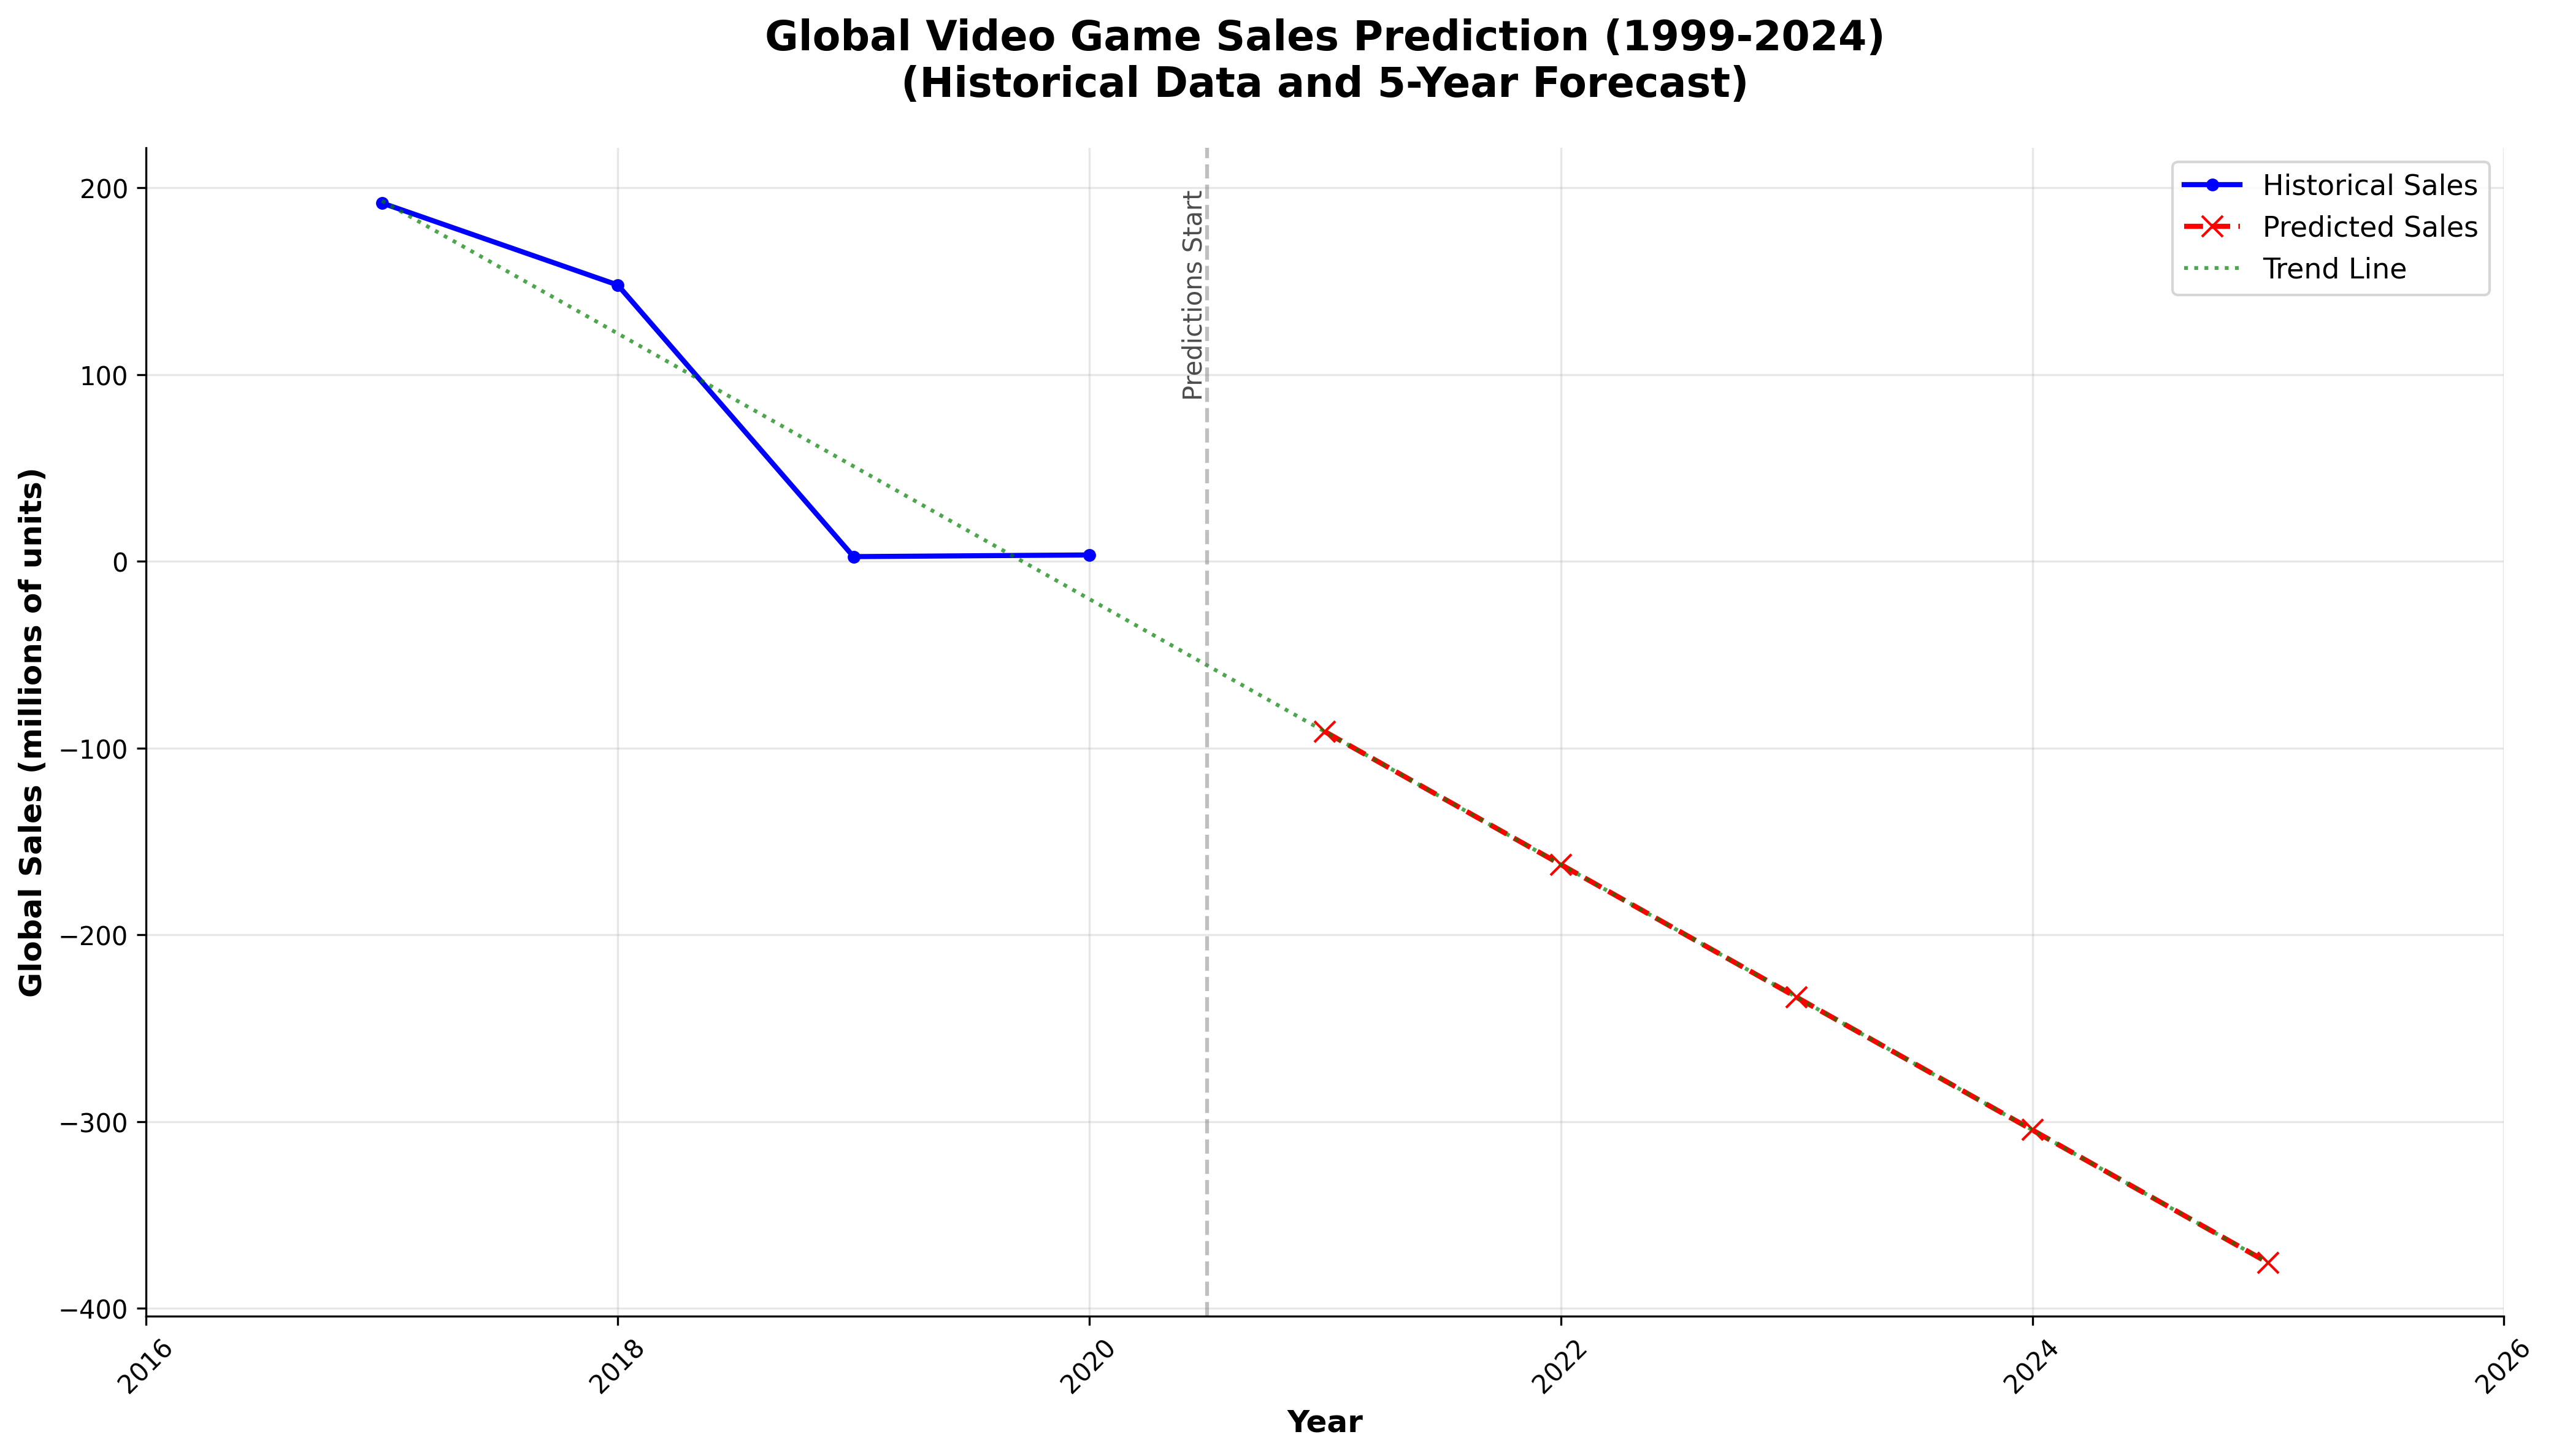 Global Video Game Sales Prediction (1999-2024)
(Historical Data and 5-Year Forecast)
Historical Sales
Predicted Sales
Trend Line
Predictions Start
Global Sales (millions of units)
200
100
0
−100
−200
−300
−400
2016
2018
2020
2022
2024
2026
Year